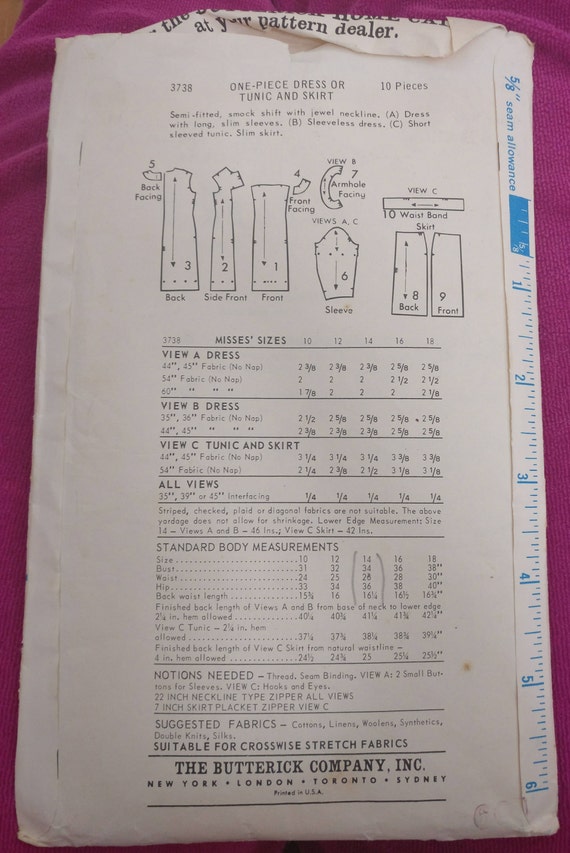 at your pattern dealer.
3738 ONE-PIECE DRESS OR 10 Pieces
TUNIC AND SKIRT
Semi-fitted, smock shift with jewel neckline. (A) Dress
with long, slim sleeves. (B) Sleeveless dress. (C) Short
sleeved tunic. Slim skirt.
5
Back
Facing
3
Back
2
Side Front
1
Front
4
Front
Facing
VIEW B
7
Armhole
Facing
VIEWS A, C
6
Sleeve
VIEW C
10 Waist Band
Skirt
8
Back
9
Front
3738 MISSES' SIZES 10 12 14 16 18
VIEW A DRESS
44", 45" Fabric (No Nap) 2 3/8 2 3/8 2 3/8 2 5/8 2 5/8
54" Fabric (No Nap) 2 2 2 2 1/2 2 1/2
60" " " " 1 7/8 2 2 2 2 1/8
VIEW B DRESS
35", 36" Fabric (No Nap) 2 1/2 2 5/8 2 5/8 2 5/8 2 5/8
44", 45" " " " 2 3/8 2 3/8 2 5/8 2 5/8 2 5/8
VIEW C TUNIC AND SKIRT
44", 45" Fabric (No Nap) 3 1/4 3 1/4 3 1/4 3 3/8 3 3/8
54" Fabric (No Nap) 2 1/4 2 3/8 2 1/2 3 1/8 3 1/8
ALL VIEWS
35", 39" or 45" Interfacing 1/4 1/4 1/4 1/4 1/4
Striped, checked, plaid or diagonal fabrics are not suitable. The above
yardage does not allow for shrinkage. Lower Edge Measurement: Size
14 — Views A and B - 46 Ins.; View C Skirt - 42 Ins.
STANDARD BODY MEASUREMENTS
Size 10 12 14 16 18
Bust 31 32 34 36 38"
Waist 24 25 26 28 30"
Hip 33 34 36 38 40"
Back waist length 15¾ 16 16¼ 16½ 16¾"
Finished back length of Views A and B from base of neck to lower edge
2¼ in. hem allowed 40¼ 40¾ 41¼ 41¾ 42¼"
View C Tunic — 2¼ in. hem
allowed 37¼ 37¾ 38¼ 38¾ 39¼"
Finished back length of View C Skirt from natural waistline —
4 in. hem allowed 24½ 24¾ 25 25¼ 25½"
NOTIONS NEEDED — Thread, Seam Binding. VIEW A: 2 Small But-
tons for Sleeves. VIEW C: Hooks and Eyes.
22 INCH NECKLINE TYPE ZIPPER ALL VIEWS
7 INCH SKIRT PLACKET ZIPPER VIEW C
SUGGESTED FABRICS — Cottons, Linens, Woolens, Synthetics,
Double Knits, Silks.
SUITABLE FOR CROSSWISE STRETCH FABRICS
THE BUTTERICK COMPANY, INC.
NEW YORK • LONDON • TORONTO • SYDNEY
Printed in U.S.A.
5/8" seam allowance
5/8
1
2
3
4
5
6